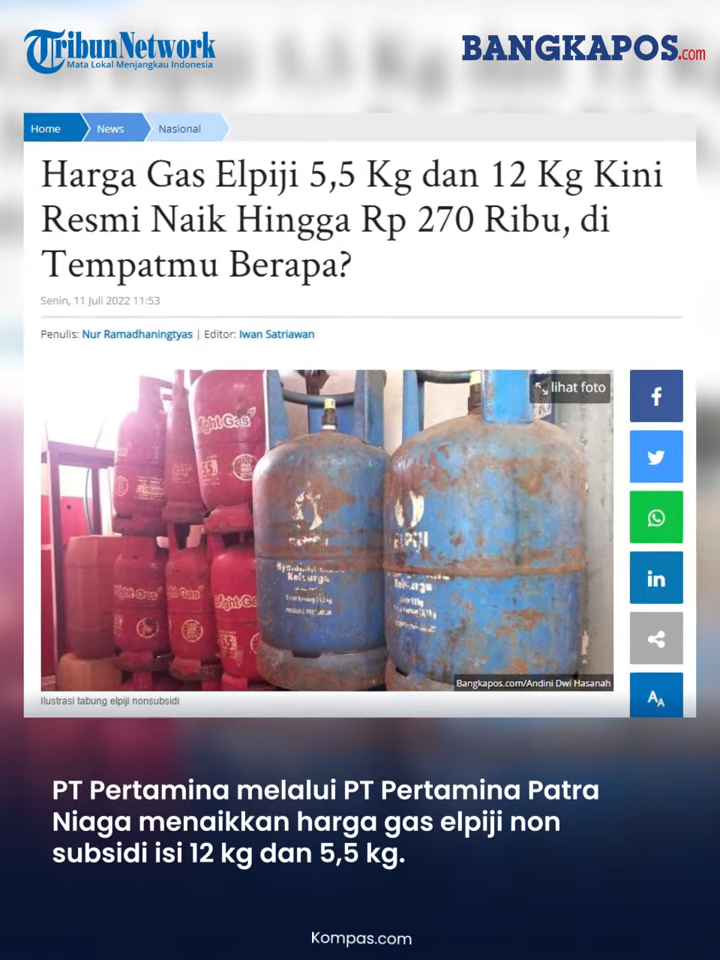 TribunNetwork
Mata Lokal Menjangkau Indonesia
BANGKAPOS.com
Home
News
Nasional
Harga Gas Elpiji 5,5 Kg dan 12 Kg Kini
Resmi Naik Hingga Rp 270 Ribu, di
Tempatmu Berapa?
Senin, 11 Juli 2022 11:53
Penulis: Nur Ramadhaningtyas | Editor: Iwan Satriawan
lihat foto
ELPIJI
Bangkapos.com/Andini Dwi Hasanah
Ilustrasi tabung elpiji nonsubsidi
PT Pertamina melalui PT Pertamina Patra
Niaga menaikkan harga gas elpiji non
subsidi isi 12 kg dan 5,5 kg.
Kompas.com